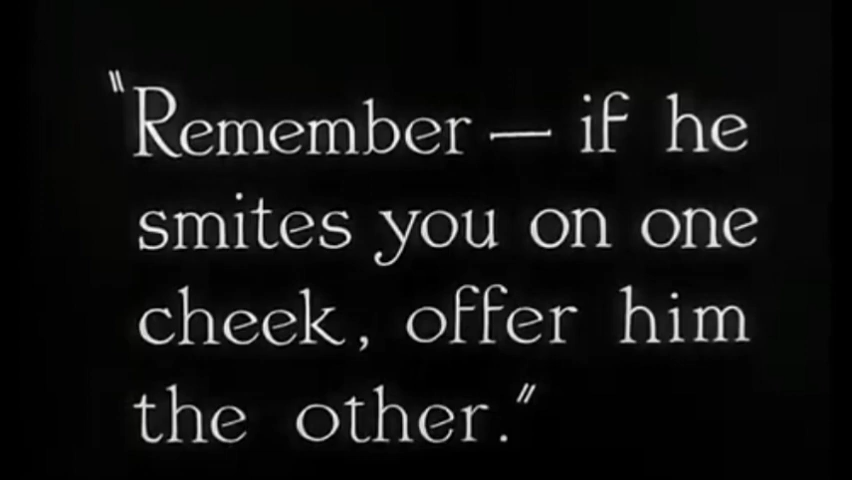 "Remember — if he
smites you on one
cheek, offer him
the other."